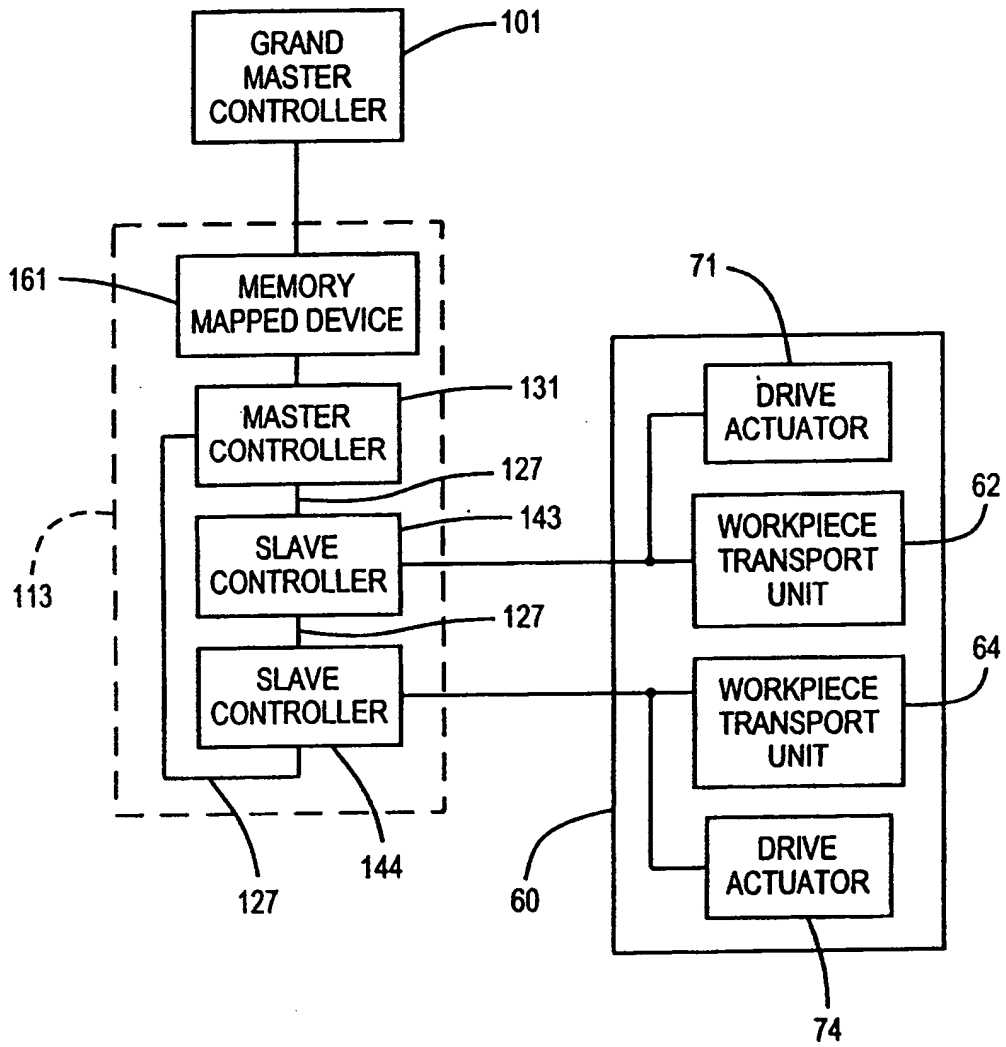 101
GRAND
MASTER
CONTROLLER
161
MEMORY
MAPPED DEVICE
71
131
MASTER
CONTROLLER
DRIVE
ACTUATOR
127
62
143
SLAVE
CONTROLLER
WORKPIECE
TRANSPORT
UNIT
113
127
64
SLAVE
CONTROLLER
WORKPIECE
TRANSPORT
UNIT
127
144
60
DRIVE
ACTUATOR
74